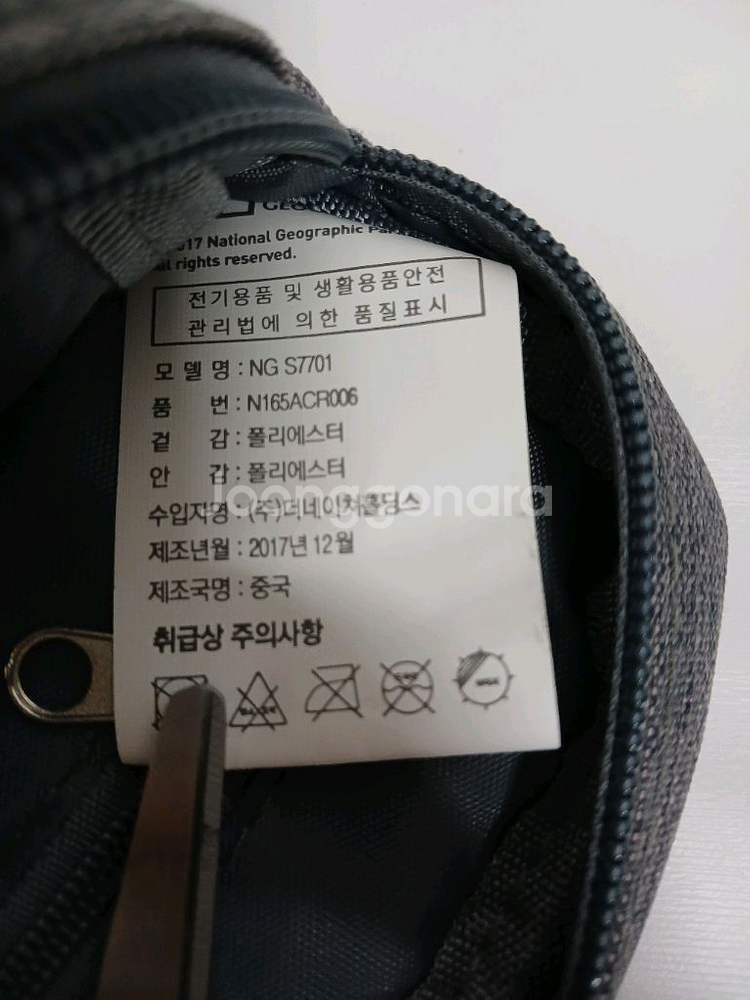 017 National Geographic
rights reserved.
전기용품 및 생활용품안전
관리법에 의한 품질표시
모 델 명 : NG S7701
품 번 : N165ACR006
겉 감 : 폴리에스터
안 감 : 폴리에스터
수입자명 : (주)더네이쳐홀딩스
joonggonara
제조년월 : 2017년 12월
제조국명 : 중국
취급상 주의사항